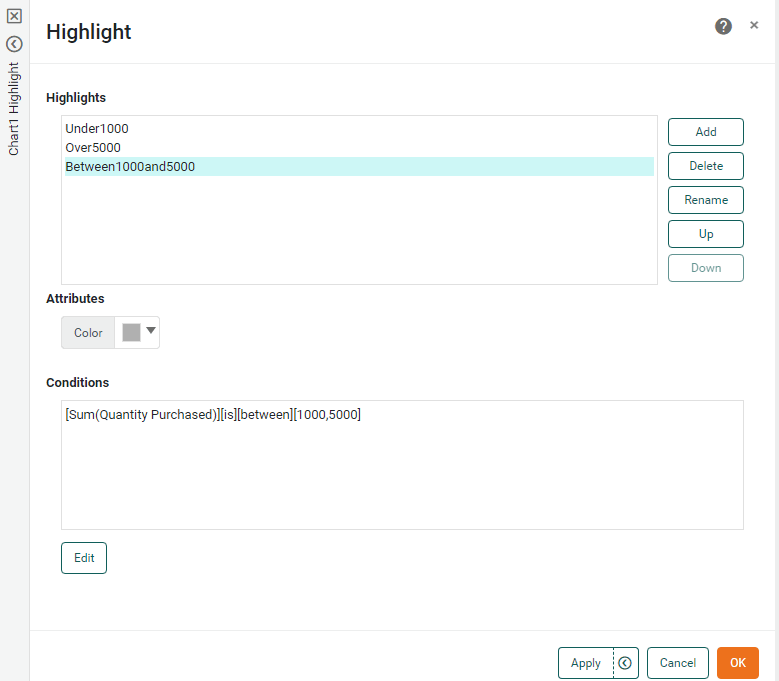 Chart1 Highlight
Highlight
Highlights
Under1000
Over5000
Between1000and5000
Add
Delete
Rename
Up
Down
Attributes
Color
Conditions
[Sum(Quantity Purchased)][is][between][1000,5000]
Edit
Apply
Cancel
OK